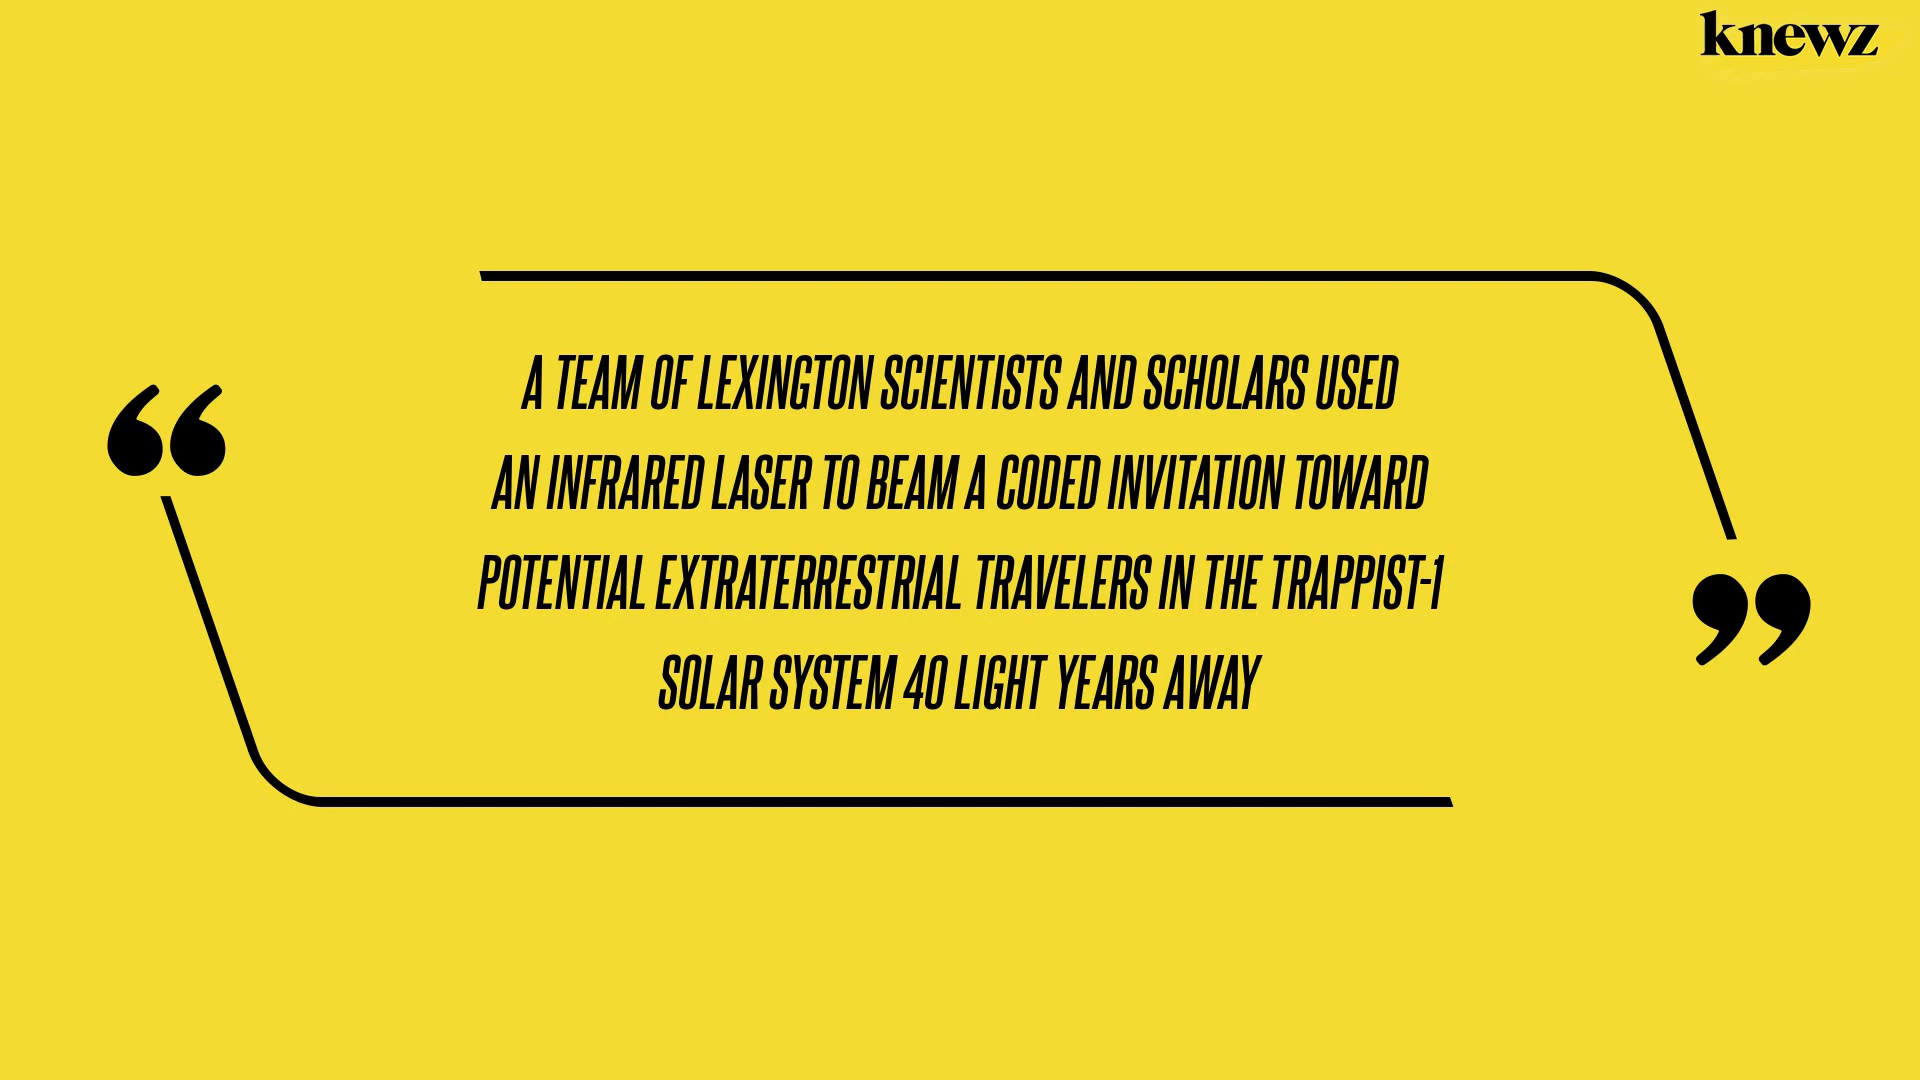 knewz
“
A TEAM OF LEXINGTON SCIENTISTS AND SCHOLARS USED
AN INFRARED LASER TO BEAM A CODED INVITATION TOWARD
POTENTIAL EXTRATERRESTRIAL TRAVELERS IN THE TRAPPIST-1
SOLAR SYSTEM 40 LIGHT YEARS AWAY
”